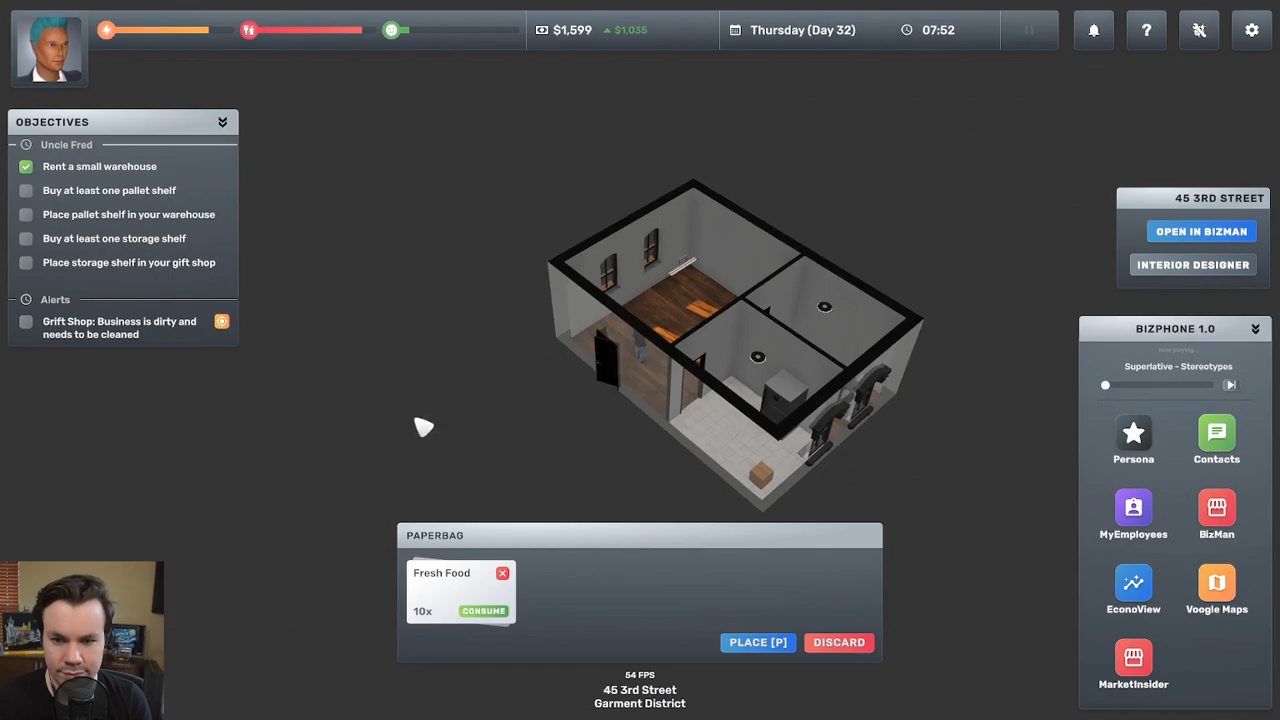 $1,599
$1,035
Thursday (Day 32)
07:52
?
OBJECTIVES
Uncle Fred
Rent a small warehouse
Buy at least one pallet shelf
Place pallet shelf in your warehouse
Buy at least one storage shelf
Place storage shelf in your gift shop
Alerts
Grift Shop: Business is dirty and
needs to be cleaned
45 3RD STREET
OPEN IN BIZMAN
INTERIOR DESIGNER
BIZPHONE 1.0
Superlative - Stereotypes
Persona
Contacts
MyEmployees
BizMan
EconoView
Voogle Maps
MarketInsider
PAPERBAG
Fresh Food
10x
CONSUME
PLACE [P]
DISCARD
54 FPS
45 3rd Street
Garment District